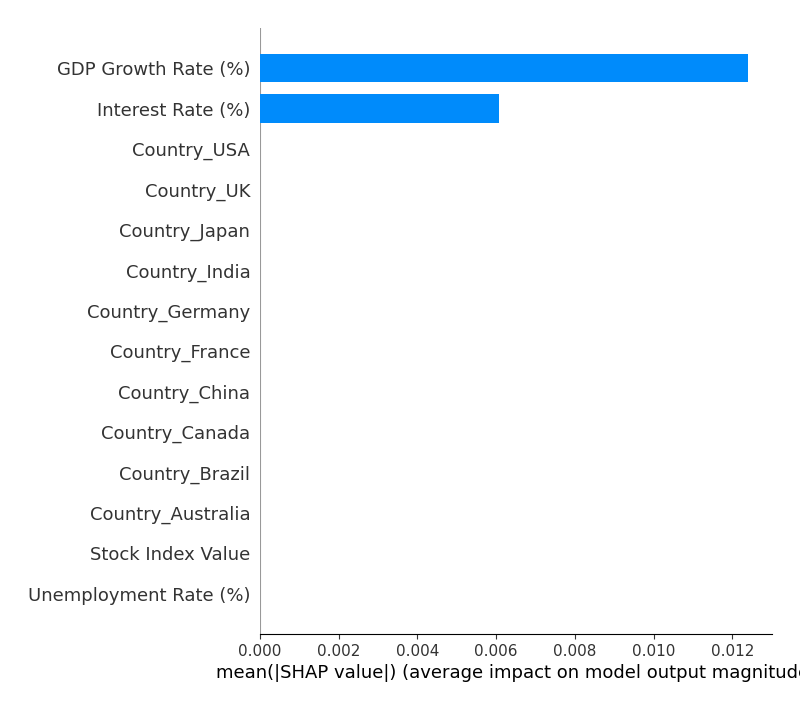 GDP Growth Rate (%)
Interest Rate (%)
Country_USA
Country_UK
Country_Japan
Country_India
Country_Germany
Country_France
Country_China
Country_Canada
Country_Brazil
Country_Australia
Stock Index Value
Unemployment Rate (%)
0.000 0.002 0.004 0.006 0.008 0.010 0.012
mean(|SHAP value|) (average impact on model output magnitude